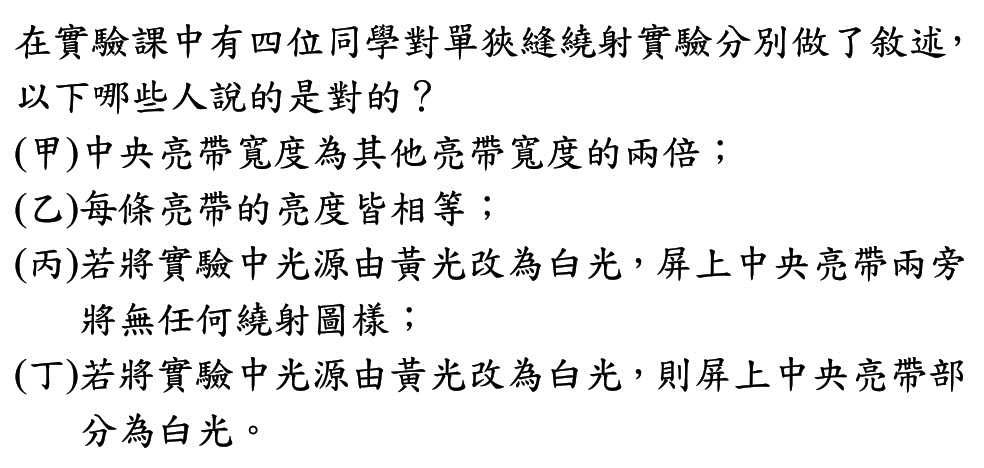 在實驗課中有四位同學對單狹縫繞射實驗分別做了敘述，
以下哪些人說的是對的？
(甲)中央亮帶寬度為其他亮帶寬度的兩倍；
(乙)每條亮帶的亮度皆相等；
(丙)若將實驗中光源由黃光改為白光，屏上中央亮帶兩旁
將無任何繞射圖樣；
(丁)若將實驗中光源由黃光改為白光，則屏上中央亮帶部
分為白光。